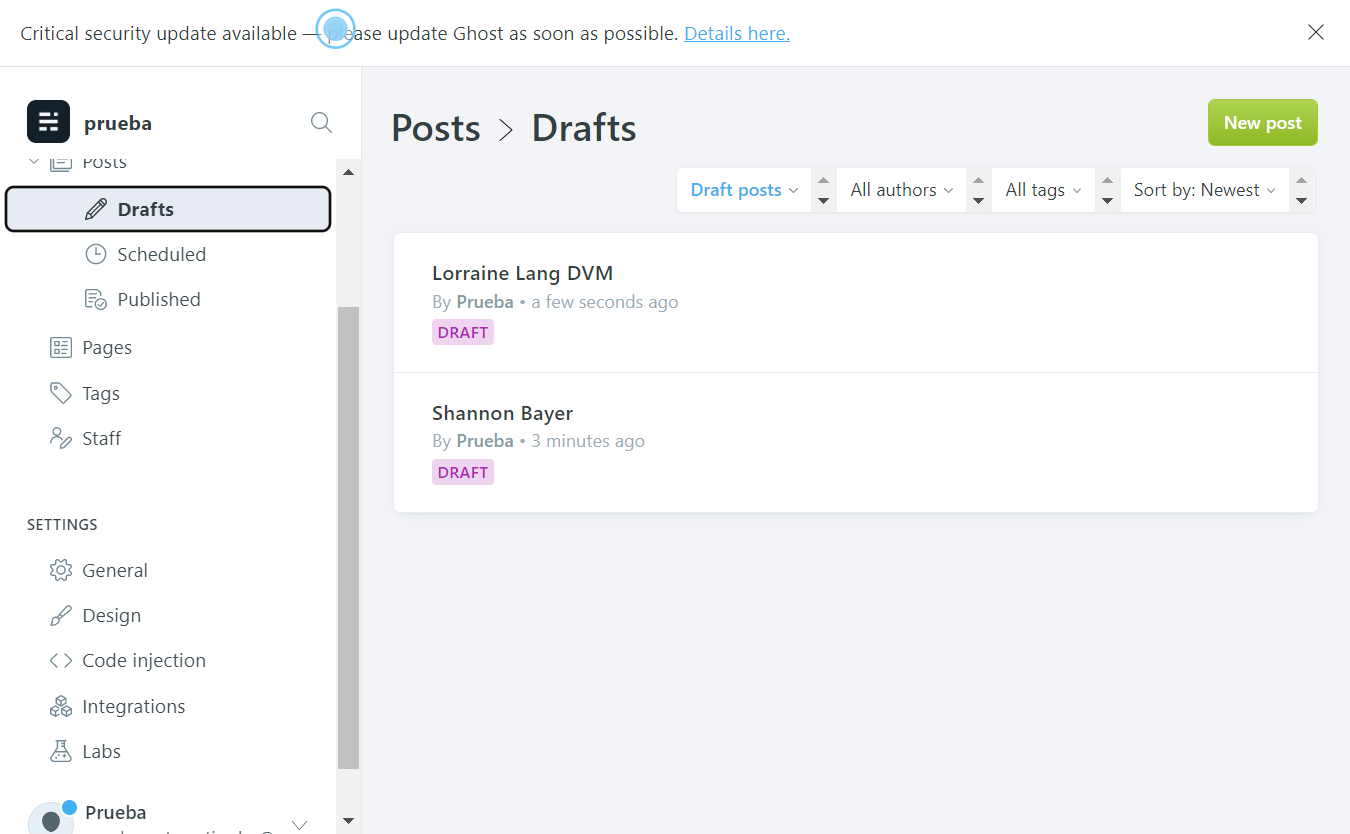 Critical security update available — please update Ghost as soon as possible. Details here.
prueba
Posts
Drafts
Scheduled
Published
Pages
Tags
Staff
SETTINGS
General
Design
Code injection
Integrations
Labs
Prueba
Posts > Drafts
New post
Draft posts
All authors
All tags
Sort by: Newest
Lorraine Lang DVM
By Prueba • a few seconds ago
DRAFT
Shannon Bayer
By Prueba • 3 minutes ago
DRAFT